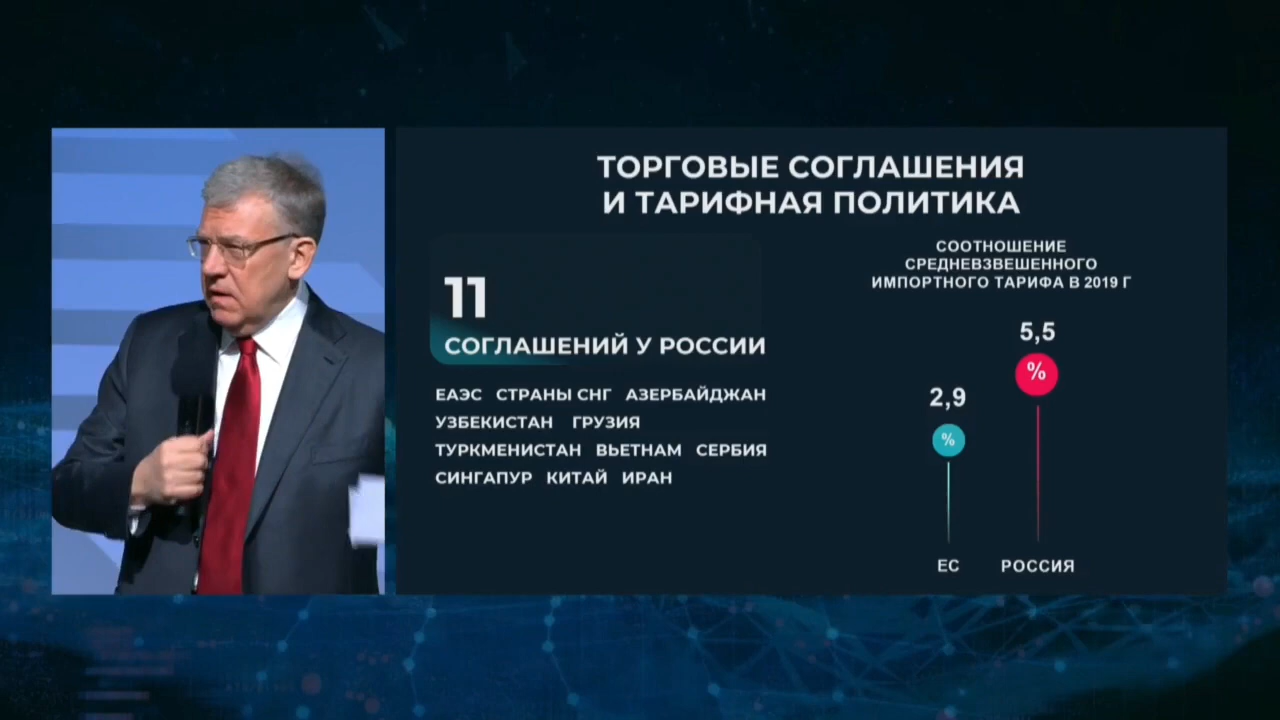 ТОРГОВЫЕ СОГЛАШЕНИЯ
И ТАРИФНАЯ ПОЛИТИКА
11
СОГЛАШЕНИЙ У РОССИИ
ЕАЭС СТРАНЫ СНГ АЗЕРБАЙДЖАН
УЗБЕКИСТАН ГРУЗИЯ
ТУРКМЕНИСТАН ВЬЕТНАМ СЕРБИЯ
СИНГАПУР КИТАЙ ИРАН
СООТНОШЕНИЕ
СРЕДНЕВЗВЕШЕННОГО
ИМПОРТНОГО ТАРИФА В 2019 Г
2,9
%
ЕС
5,5
%
РОССИЯ